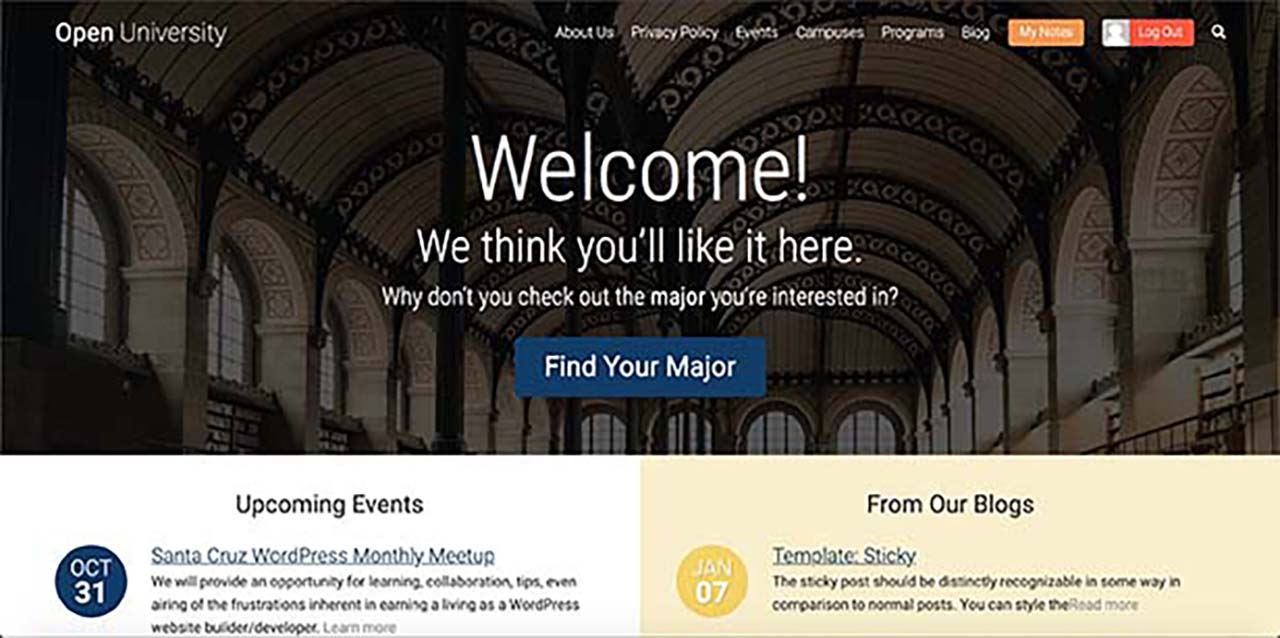 Open University
About Us Privacy Policy Events Campuses Programs Blog My Notes Log Out
Welcome!
We think you'll like it here.
Why don't you check out the major you're interested in?
Find Your Major
Upcoming Events
OCT
31
Santa Cruz WordPress Monthly Meetup
We will provide an opportunity for learning, collaboration, tips, even
airing of the frustrations inherent in earning a living as a WordPress
website builder/developer. Learn more
From Our Blogs
JAN
07
Template: Sticky
The sticky post should be distinctly recognizable in some way in
comparison to normal posts. You can style theRead more